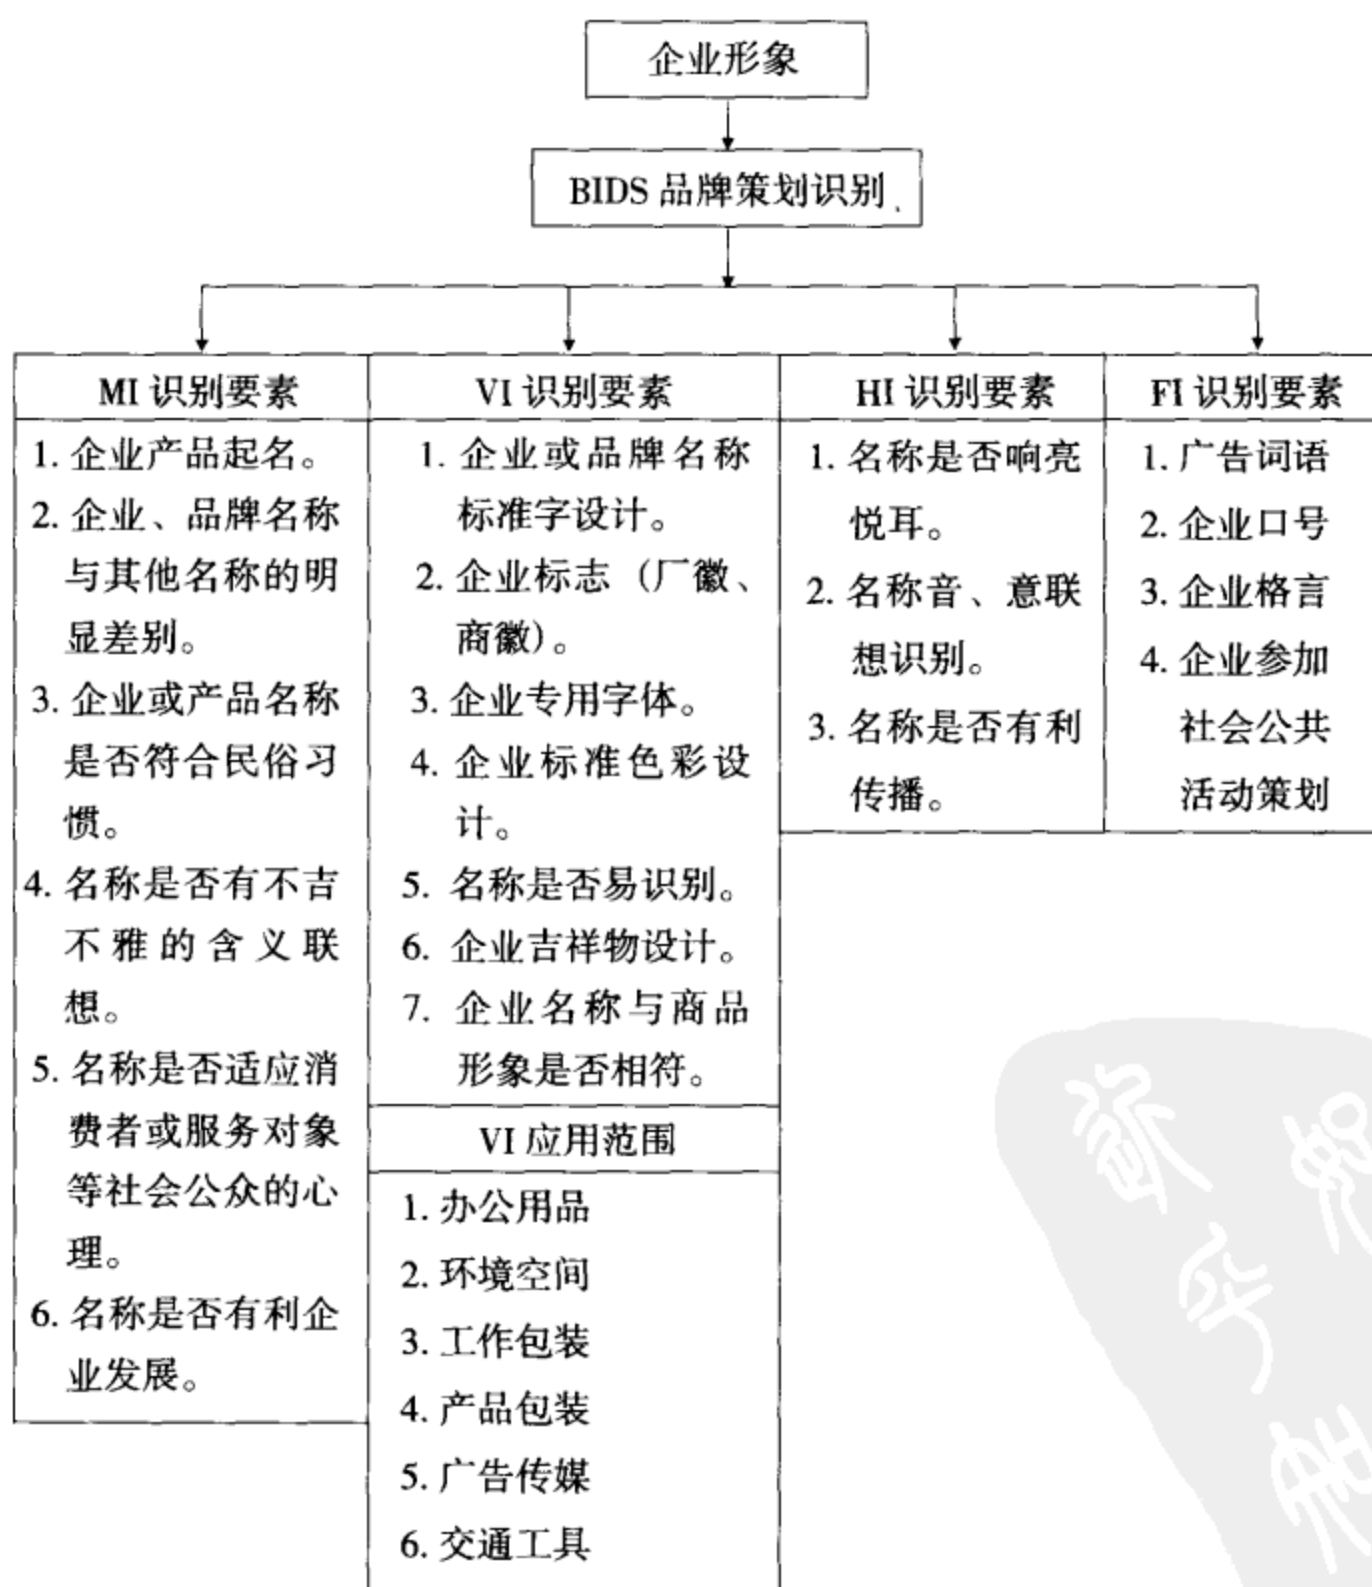 企业形象
BIDS 品牌策划识别
MI 识别要素
1. 企业产品起名。
2. 企业、品牌名称
与其他名称的明
显差别。
3. 企业或产品名称
是否符合民俗习
惯。
4. 名称是否有不吉
不雅的含义联
想。
5. 名称是否适应消
费者或服务对象
等社会公众的心
理。
6. 名称是否有利企
业发展。
VI 识别要素
1. 企业或品牌名称
标准字设计。
2. 企业标志（厂徽、
商徽）。
3. 企业专用字体。
4. 企业标准色彩设
计。
5. 名称是否易识别。
6. 企业吉祥物设计。
7. 企业名称与商品
形象是否相符。
VI 应用范围
1. 办公用品
2. 环境空间
3. 工作包装
4. 产品包装
5. 广告传媒
6. 交通工具
HI 识别要素
1. 名称是否响亮
悦耳。
2. 名称音、意联
想识别。
3. 名称是否有利
传播。
FI 识别要素
1. 广告词语
2. 企业口号
3. 企业格言
4. 企业参加
社会公共
活动策划